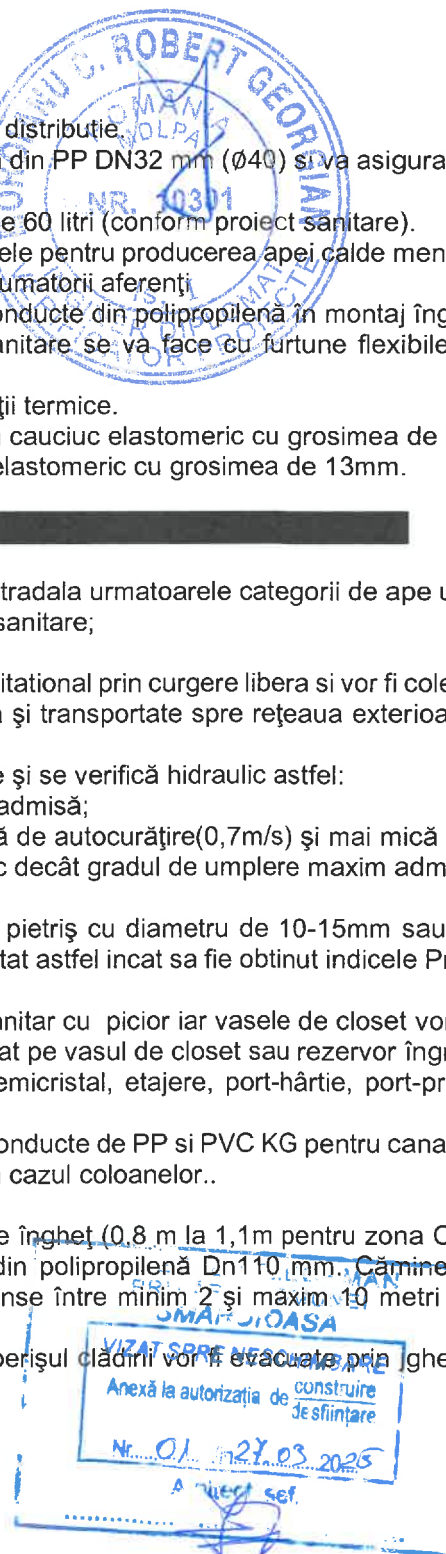 C. ROBERT GEORGIAN
distributie.
din PP DN32 mm (Ø40) si va asigura
NR. 10301
e 60 litri (conform proiect sanitare).
ele pentru producerea apei calde men
umatorii aferenţi
onducte din polipropilenă în montaj îng
anitare se va face cu furtune flexibile
VERIFICATOR PROIECTE
ţii termice.
cauciuc elastomeric cu grosimea de
elastomeric cu grosimea de 13mm.
tradala urmatoarele categorii de ape u
sanitare;
itational prin curgere libera si vor fi cole
şi transportate spre reţeaua exterioa
e şi se verifică hidraulic astfel:
admisă;
ă de autocurăţire(0,7m/s) şi mai mică
c decât gradul de umplere maxim adm
pietriş cu diametru de 10-15mm sau
tat astfel incat sa fie obtinut indicele Pr
anitar cu picior iar vasele de closet vor
at pe vasul de closet sau rezervor îngr
emicristal, etajere, port-hârtie, port-pr
onducte de PP si PVC KG pentru cana
cazul coloanelor..
e îngheţ (0,8 m la 1,1m pentru zona C
din polipropilenă Dn110 mm. Cămine
nse între minim 2 şi maxim 10 metri
perişul clădirii vor fi evacuate prin jghe
VIZAT SPRE NESCHIMBARE
Anexă la autorizaţia de construire
desfiinţare
Nr. 01 27.03
şef.